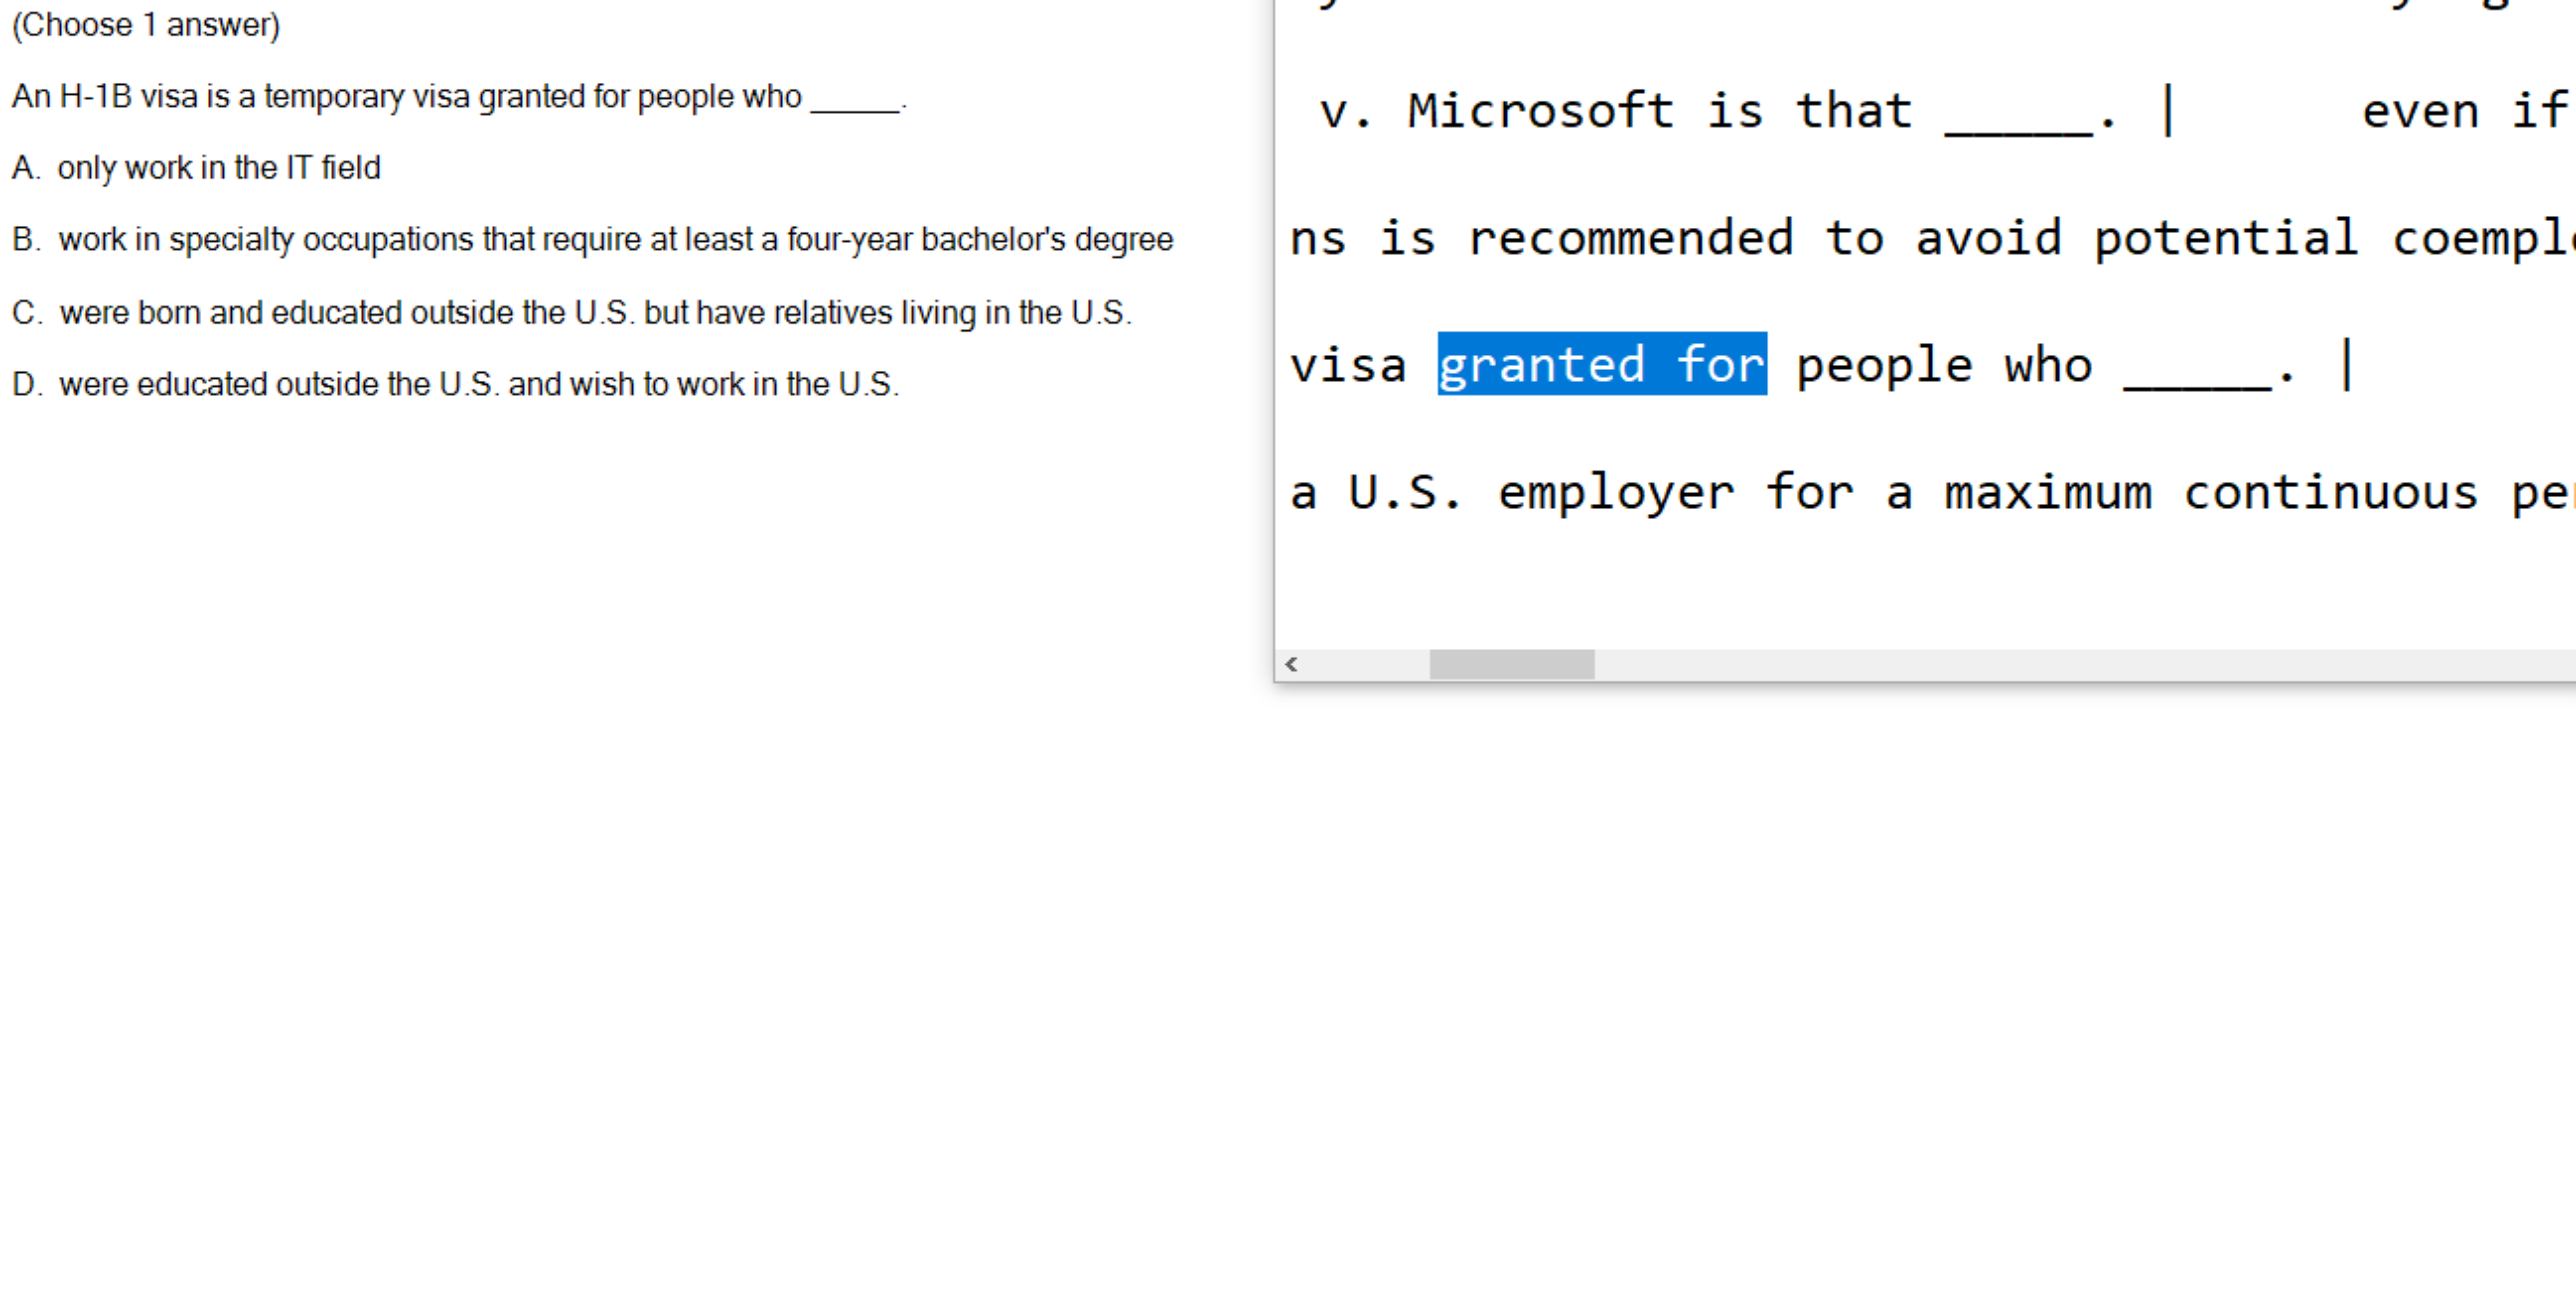 (Choose 1 answer)
An H-1B visa is a temporary visa granted for people who _____.
A. only work in the IT field
B. work in specialty occupations that require at least a four-year bachelor's degree
C. were born and educated outside the U.S. but have relatives living in the U.S.
D. were educated outside the U.S. and wish to work in the U.S.
v. Microsoft is that _____. | even if
ns is recommended to avoid potential
visa granted for people who _____. |
a U.S. employer for a maximum continuous